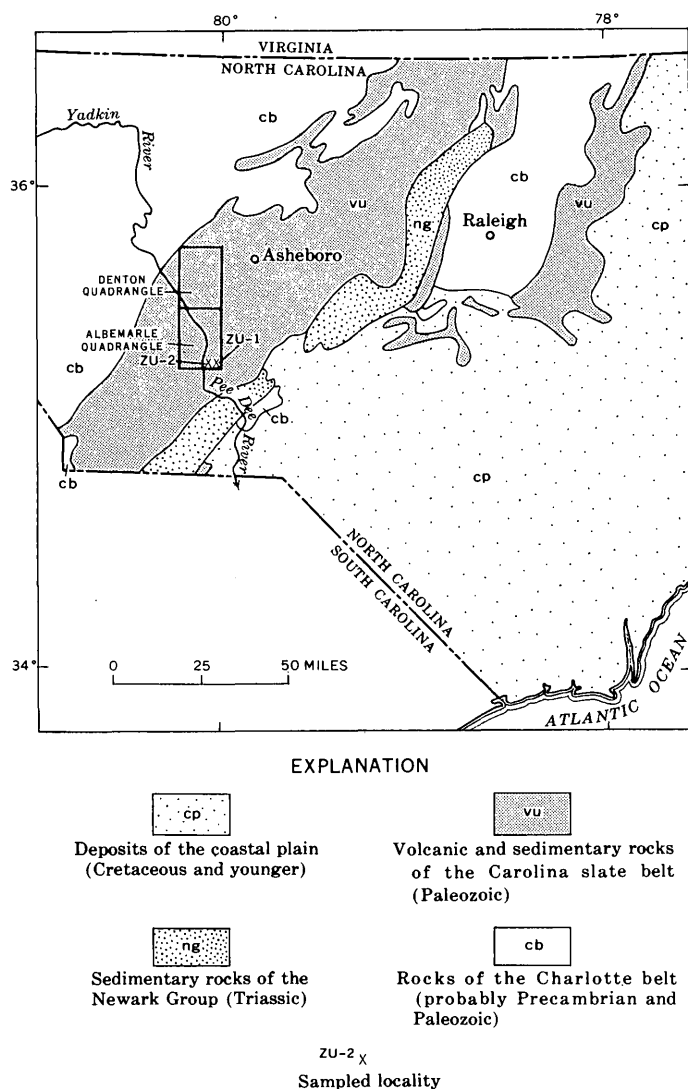 80°
78°
VIRGINIA
NORTH CAROLINA
Yadkin
River
cb
36°
cb
vu
ng
Raleigh
vu
cp
Asheboro
DENTON
QUADRANGLE
ALBEMARLE
QUADRANGLE
ZU-1
ZU-2
XX
cb
Pee Dee
River
cb
cb
cp
NORTH CAROLINA
SOUTH CAROLINA
34°
0 25 50 MILES
ATLANTIC OCEAN
EXPLANATION
cp
Deposits of the coastal plain
(Cretaceous and younger)
vu
Volcanic and sedimentary rocks
of the Carolina slate belt
(Paleozoic)
ng
Sedimentary rocks of the
Newark Group (Triassic)
cb
Rocks of the Charlotte belt
(probably Precambrian and
Paleozoic)
ZU-2 X
Sampled locality